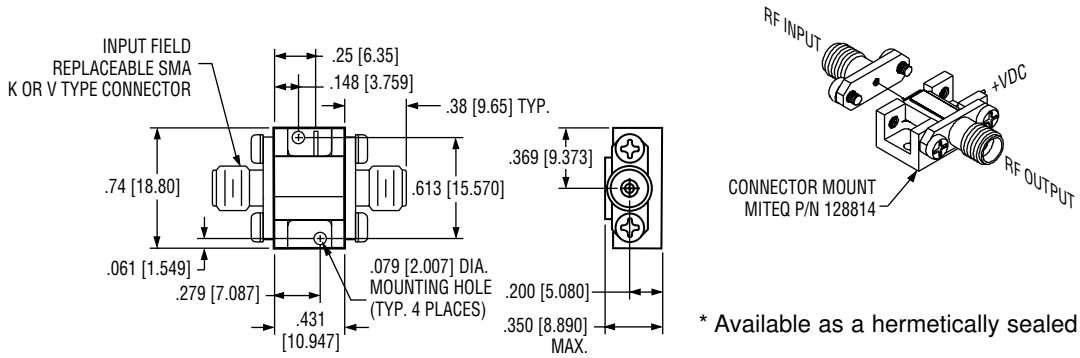 INPUT FIELD
REPLACEABLE SMA
K OR V TYPE CONNECTOR
.25 [6.35]
.148 [3.759]
.38 [9.65] TYP.
.74 [18.80]
.613 [15.570]
.061 [1.549]
.279 [7.087]
.431
[10.947]
.079 [2.007] DIA.
MOUNTING HOLE
(TYP. 4 PLACES)
.369 [9.373]
.200 [5.080]
.350 [8.890]
MAX.
RF INPUT
+VDC
RF OUTPUT
CONNECTOR MOUNT
MITEQ P/N 128814
* Available as a hermetically sealed